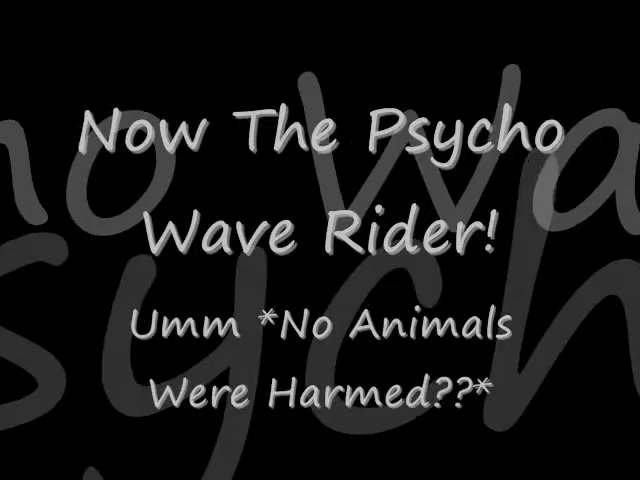 Now The Psycho
Wave Rider!
Umm *No Animals
Were Harmed??*